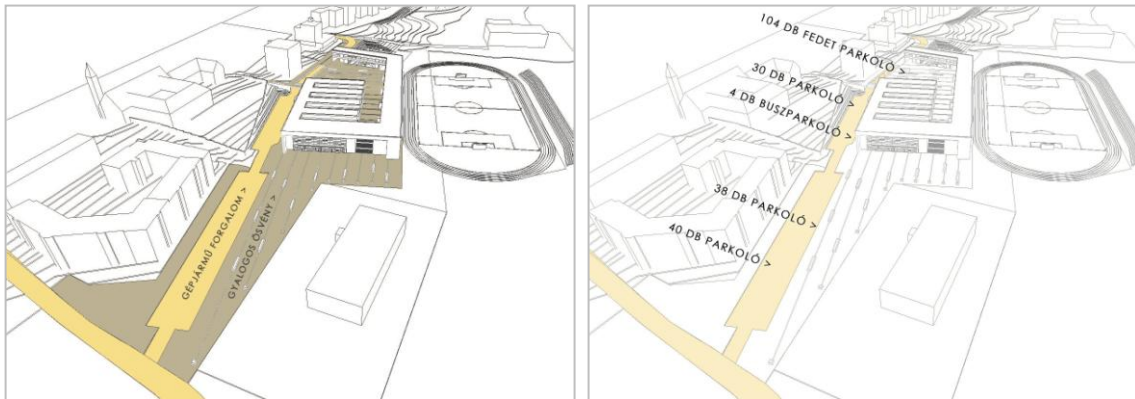 GÉPJÁRMŰ FORGALOM >
GYALOGOS ÖSVÉNY >
104 DB FEDET PARKOLÓ >
30 DB PARKOLÓ >
4 DB BUSZPARKOLÓ >
38 DB PARKOLÓ >
40 DB PARKOLÓ >